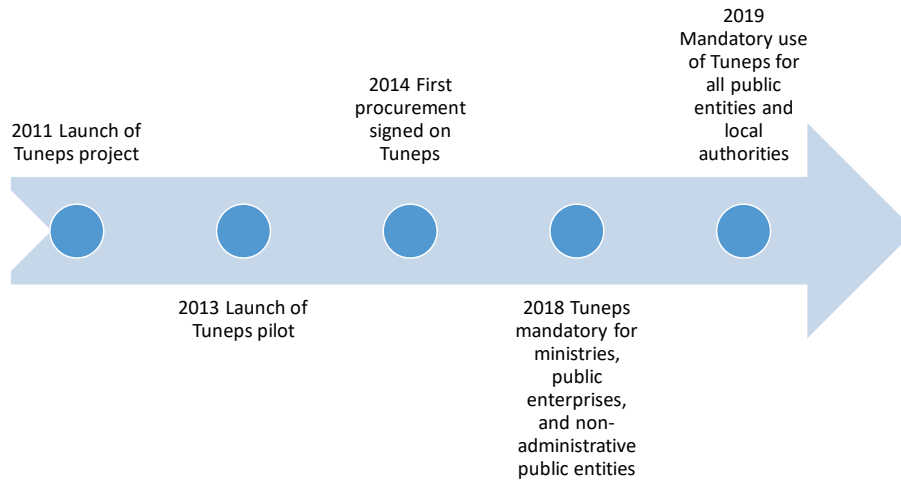 2011 Launch of
Tuneps project
2013 Launch of
Tuneps pilot
2014 First
procurement
signed on
Tuneps
2018 Tuneps
mandatory for
ministries,
public
enterprises,
and non-
administrative
public entities
2019
Mandatory use
of Tuneps for
all public
entities and
local
authorities